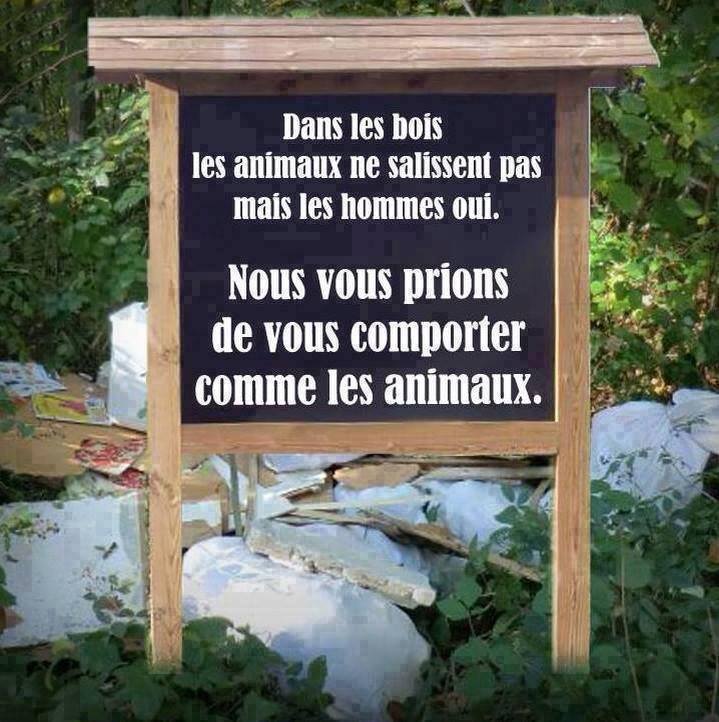 Dans les bois
les animaux ne salissent pas
mais les hommes oui.
Nous vous prions
de vous comporter
comme les animaux.